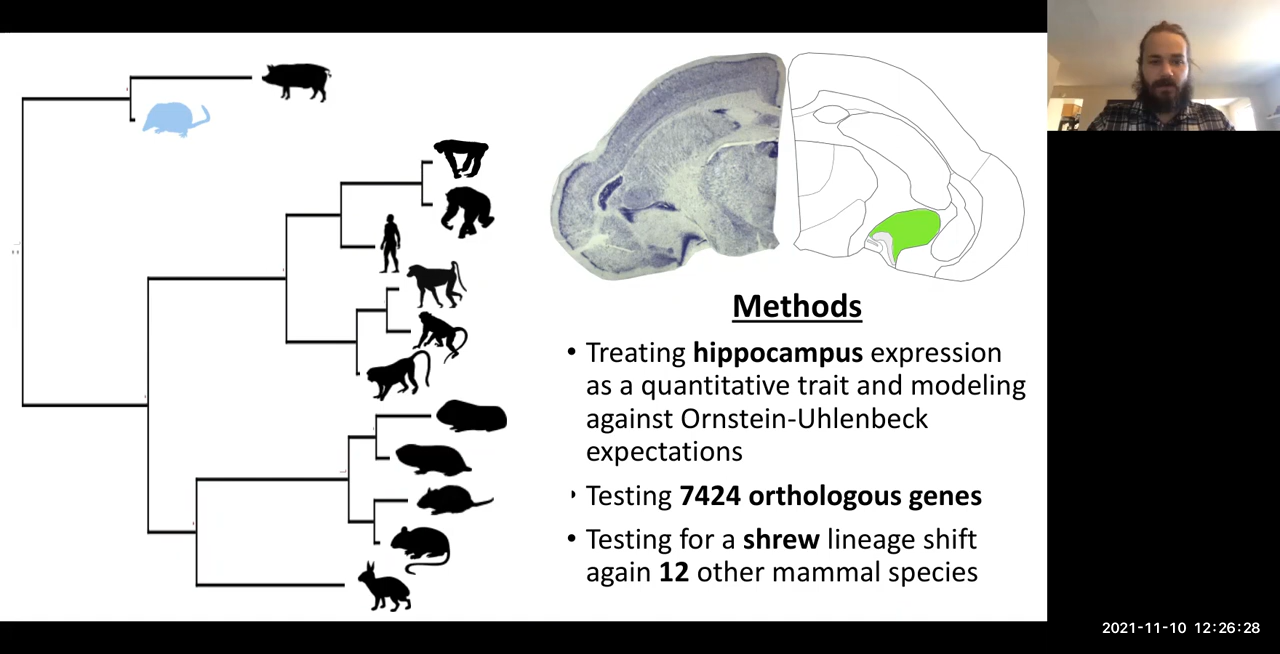 Methods
• Treating hippocampus expression
as a quantitative trait and modeling
against Ornstein-Uhlenbeck
expectations
• Testing 7424 orthologous genes
• Testing for a shrew lineage shift
again 12 other mammal species
2021-11-10 12:26:28